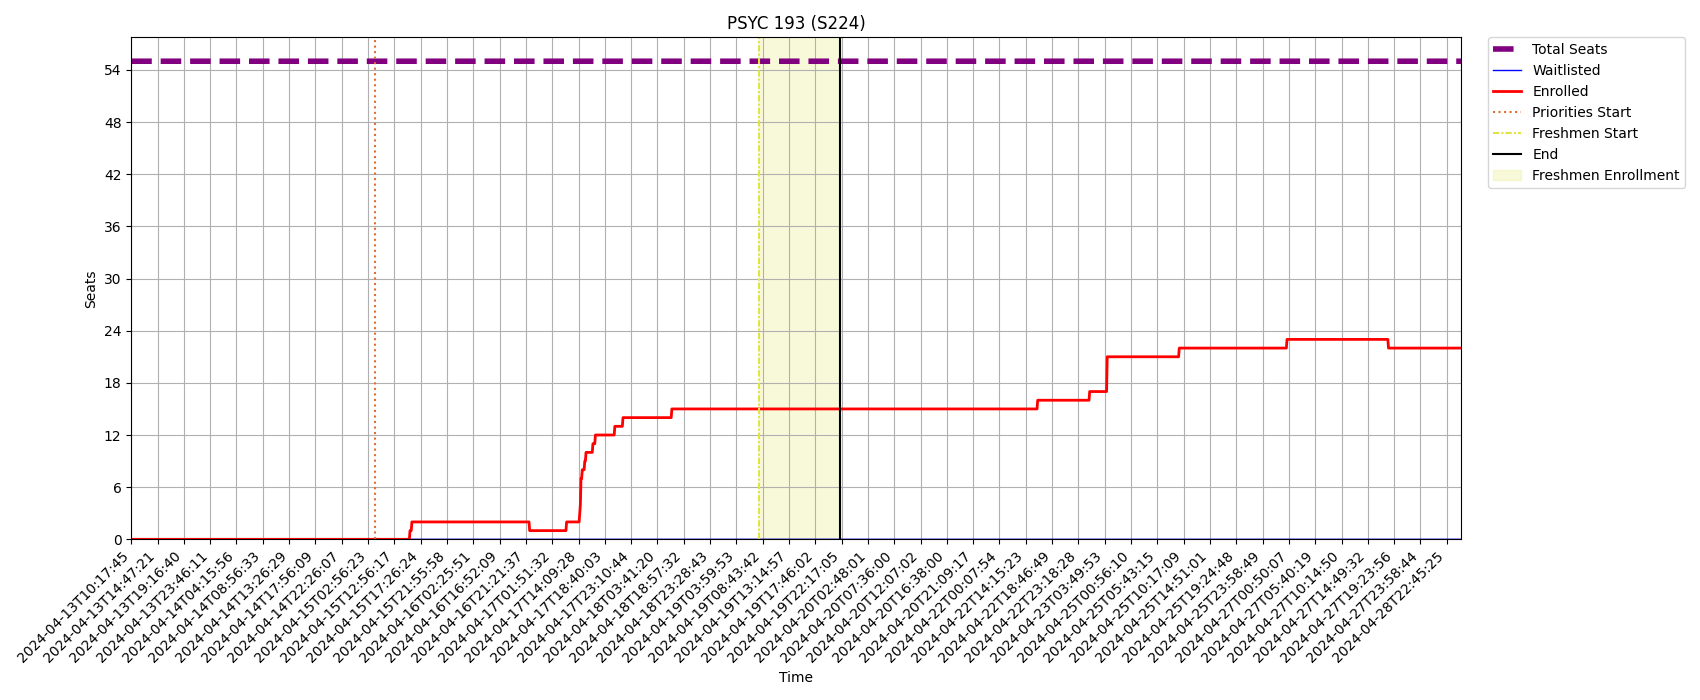 PSYC 193 (S224)
Total Seats
Waitlisted
Enrolled
Priorities Start
Freshmen Start
End
Freshmen Enrollment
Seats
54
48
42
36
30
24
18
12
6
0
2024-04-13T10:17:45
2024-04-13T14:47:21
2024-04-13T19:16:40
2024-04-13T23:46:11
2024-04-14T04:15:56
2024-04-14T08:56:33
2024-04-14T13:26:29
2024-04-14T17:56:09
2024-04-14T22:26:07
2024-04-15T02:56:23
2024-04-15T12:56:17
2024-04-15T17:26:24
2024-04-15T21:55:58
2024-04-16T02:25:51
2024-04-16T16:52:09
2024-04-16T21:21:37
2024-04-17T01:51:32
2024-04-17T14:09:28
2024-04-17T18:40:03
2024-04-17T23:10:44
2024-04-18T03:41:20
2024-04-18T18:57:32
2024-04-18T23:28:43
2024-04-19T03:59:53
2024-04-19T08:43:42
2024-04-19T13:14:57
2024-04-19T17:46:02
2024-04-19T22:17:05
2024-04-20T02:48:01
2024-04-20T07:36:00
2024-04-20T12:07:02
2024-04-20T16:38:00
2024-04-20T21:09:17
2024-04-22T00:07:54
2024-04-22T14:15:23
2024-04-22T18:46:49
2024-04-22T23:18:28
2024-04-23T03:49:53
2024-04-25T00:56:10
2024-04-25T05:43:15
2024-04-25T10:17:09
2024-04-25T14:51:01
2024-04-25T19:24:48
2024-04-25T23:58:49
2024-04-27T00:50:07
2024-04-27T05:40:19
2024-04-27T10:14:50
2024-04-27T14:49:32
2024-04-27T19:23:56
2024-04-27T23:58:44
2024-04-28T22:45:25
Time